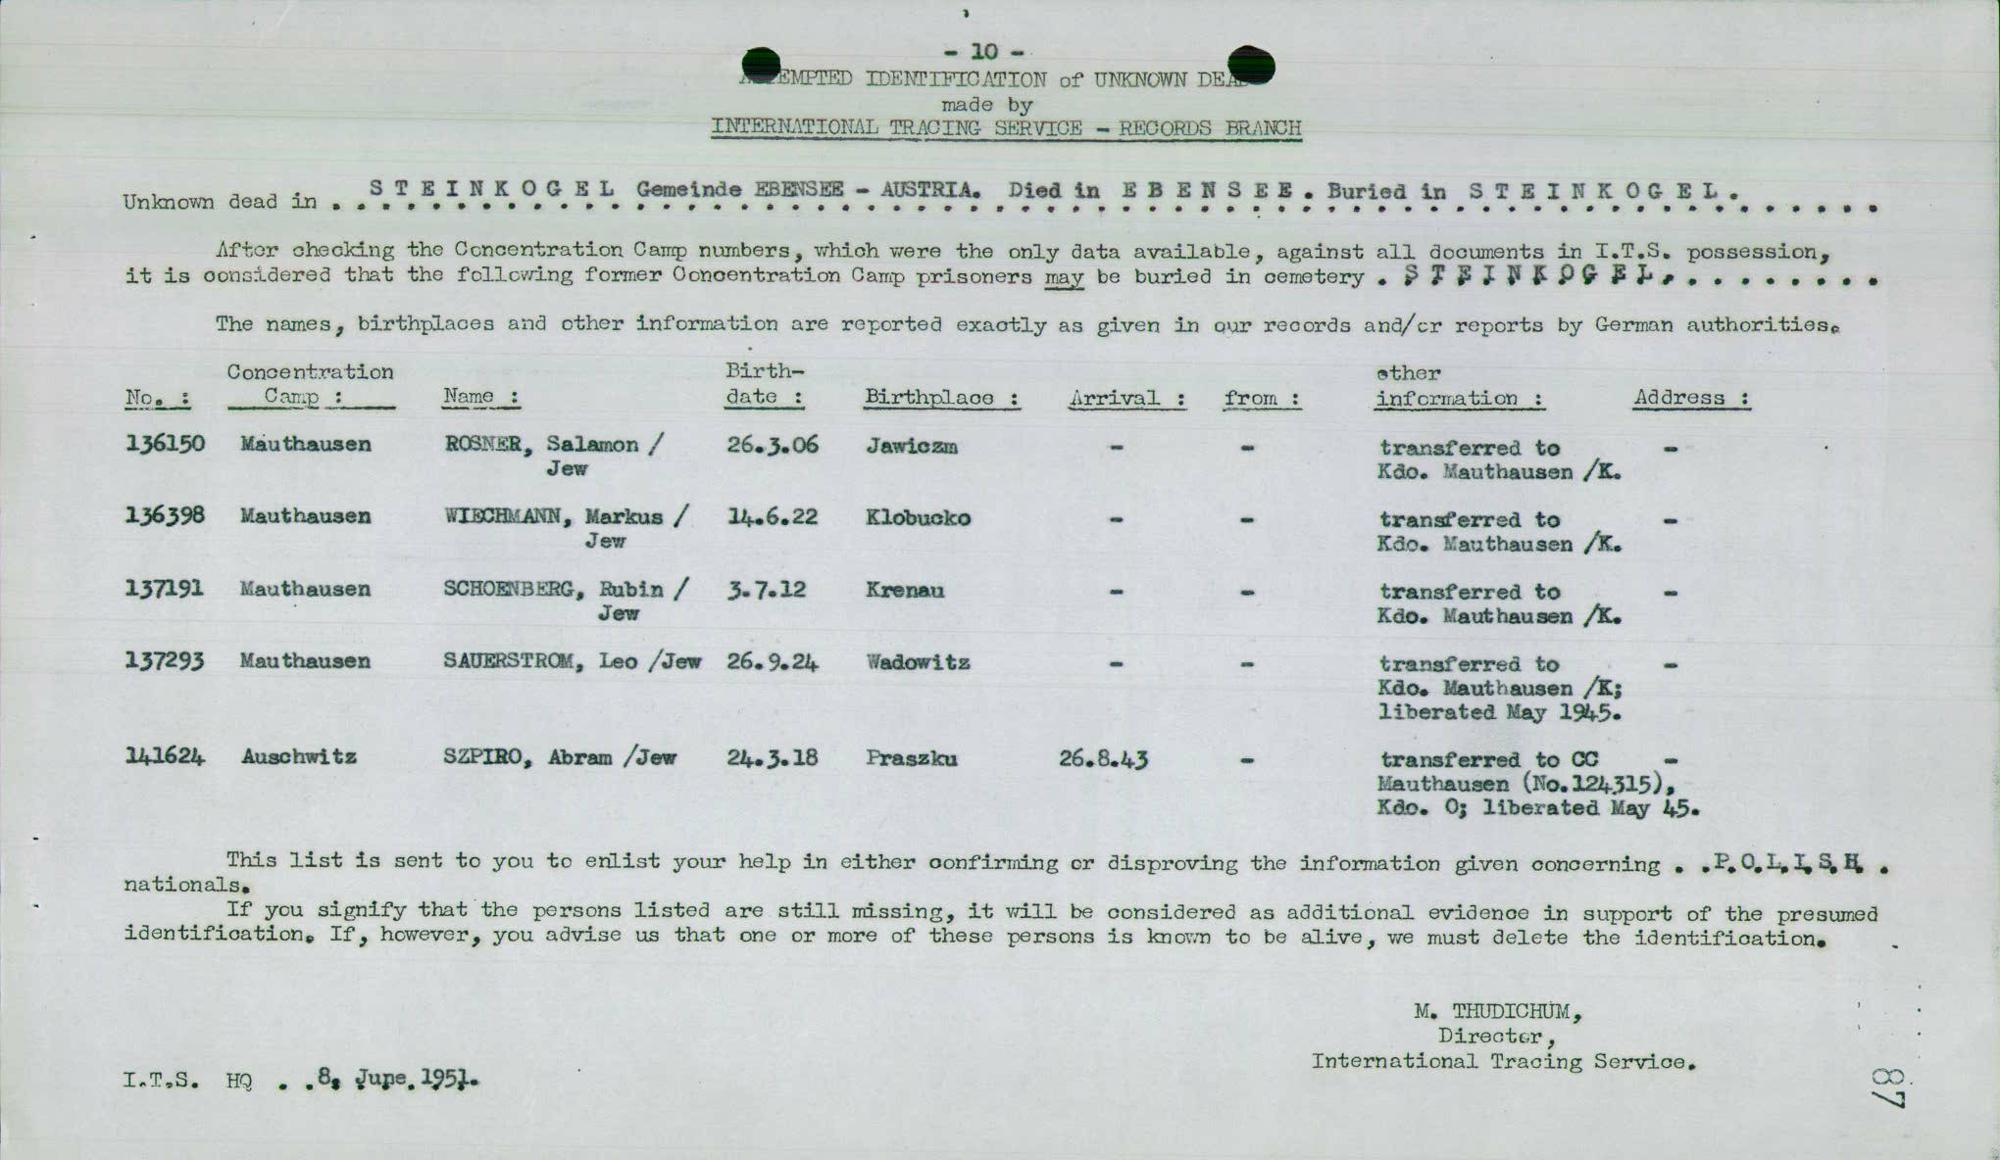 - 10 -
EMPTED IDENTIFICATION of UNKNOWN DEA
made by
INTERNATIONAL TRACING SERVICE - RECORDS BRANCH
Unknown dead in . S T E I N K O G E L Gemeinde EBENSEE - AUSTRIA. Died in E B E N S E E . Buried in S T E I N K O G E L .
After checking the Concentration Camp numbers, which were the only data available, against all documents in I.T.S. possession,
it is considered that the following former Concentration Camp prisoners may be buried in cemetery . S T E I N K O G E L . . . . . . . . .
The names, birthplaces and other information are reported exactly as given in our records and/or reports by German authorities.
No. : Concentration Camp : Name : Birth-date : Birthplace : Arrival : from : other information : Address :
136150 Mauthausen ROSNER, Salamon / 26.3.06 Jawiczm - - transferred to -
Jew Kdo. Mauthausen /K.
136398 Mauthausen WIECHMANN, Markus / 14.6.22 Klobucko - - transferred to -
Jew Kdo. Mauthausen /K.
137191 Mauthausen SCHOENBERG, Rubin / 3.7.12 Krenau - - transferred to -
Jew Kdo. Mauthausen /K.
137293 Mauthausen SAUERSTROM, Leo /Jew 26.9.24 Wadowitz - - transferred to -
Kdo. Mauthausen /K;
liberated May 1945.
141624 Auschwitz SZPIRO, Abram /Jew 24.3.18 Praszku 26.8.43 - transferred to CC -
Mauthausen (No.124315),
Kdo. O; liberated May 45.
This list is sent to you to enlist your help in either confirming or disproving the information given concerning . . P.O.L.I.S.H .
nationals.
If you signify that the persons listed are still missing, it will be considered as additional evidence in support of the presumed
identification. If, however, you advise us that one or more of these persons is known to be alive, we must delete the identification.
M. THUDICHUM,
Director,
International Tracing Service.
I.T.S. HQ . . 8. June. 1951.
87